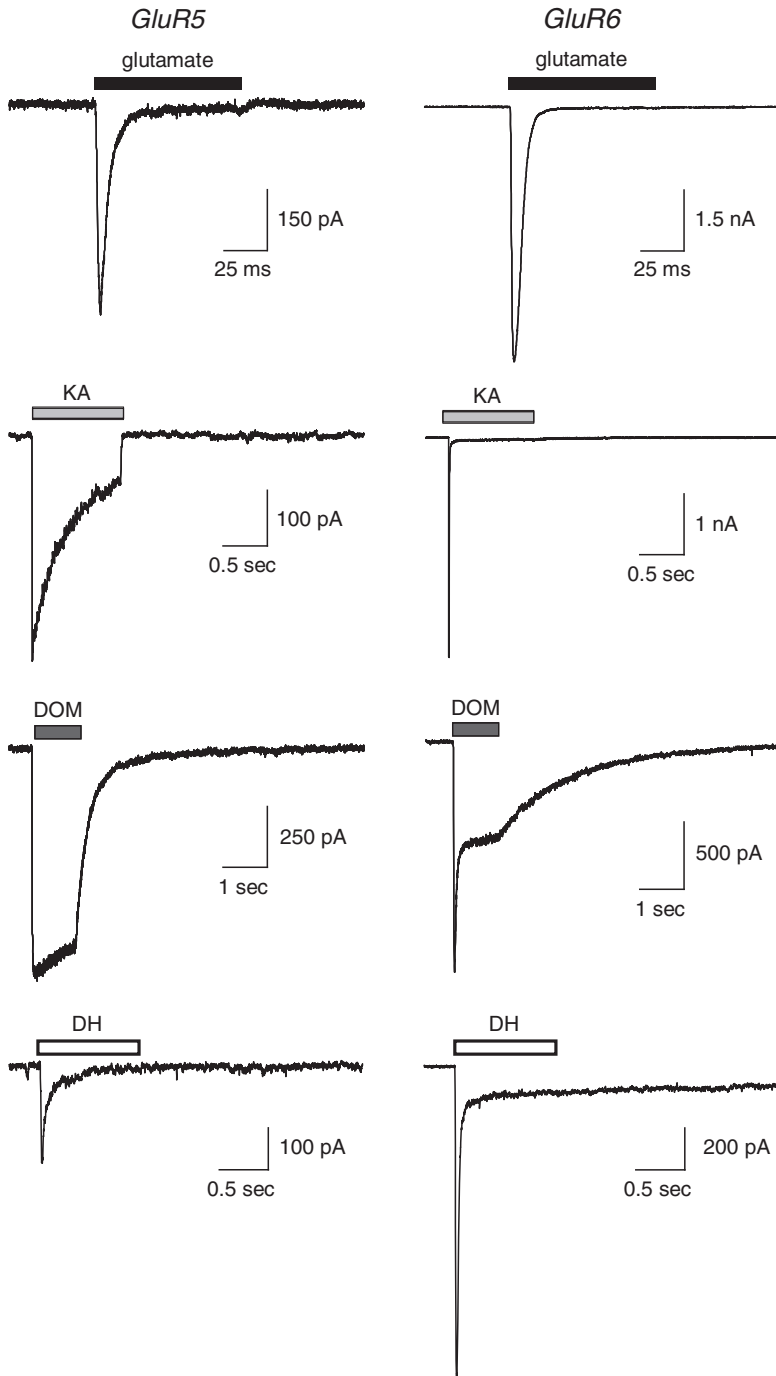 GluR5 GluR6
glutamate glutamate
150 pA 1.5 nA
25 ms 25 ms
KA KA
100 pA 1 nA
0.5 sec 0.5 sec
DOM DOM
250 pA 500 pA
1 sec 1 sec
DH DH
100 pA 200 pA
0.5 sec 0.5 sec